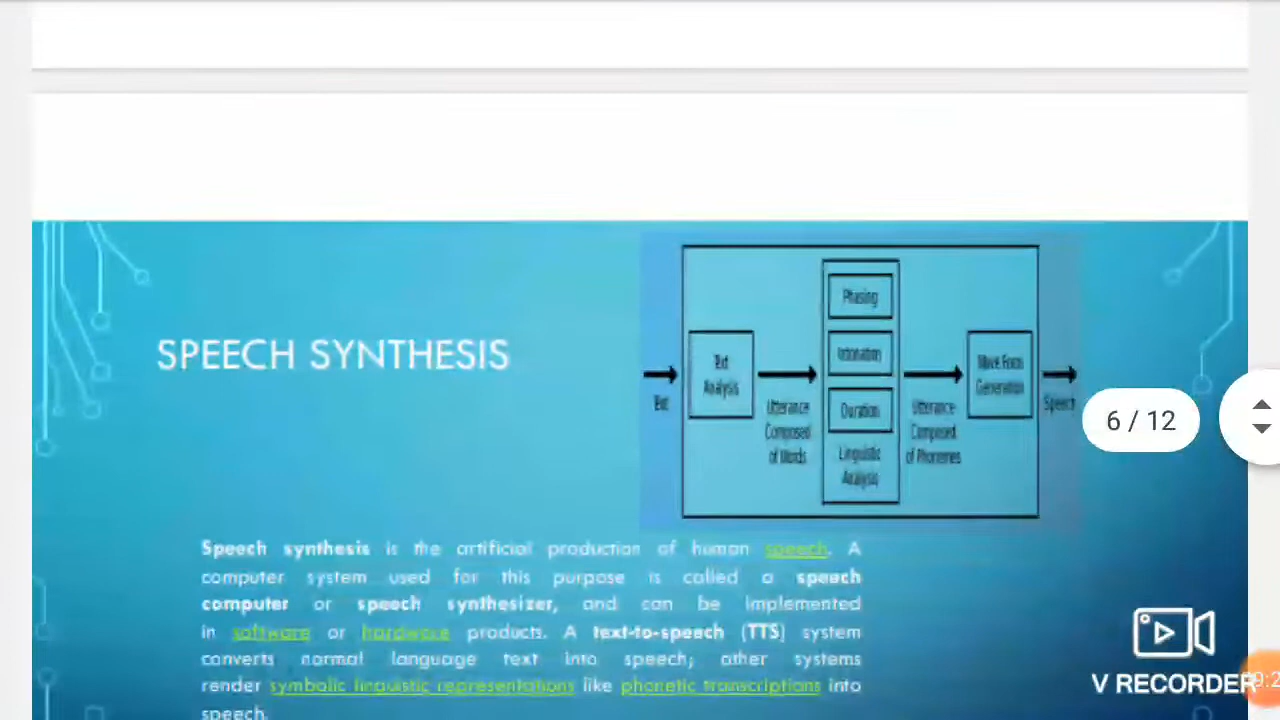 SPEECH SYNTHESIS
Phasing
Intonation
Duration
Linguistic
Analysis
Text
Analysis
Utterance
Composed
of Words
Utterance
Composed
of Phonemes
Wave Form
Generation
Text
Speech
6 / 12
Speech synthesis is the artificial production of human speech. A
computer system used for this purpose is called a speech
computer or speech synthesizer, and can be implemented
in software or hardware products. A text-to-speech (TTS) system
converts normal language text into speech; other systems
render symbolic linguistic representations like phonetic transcriptions into
speech.
V RECORDER